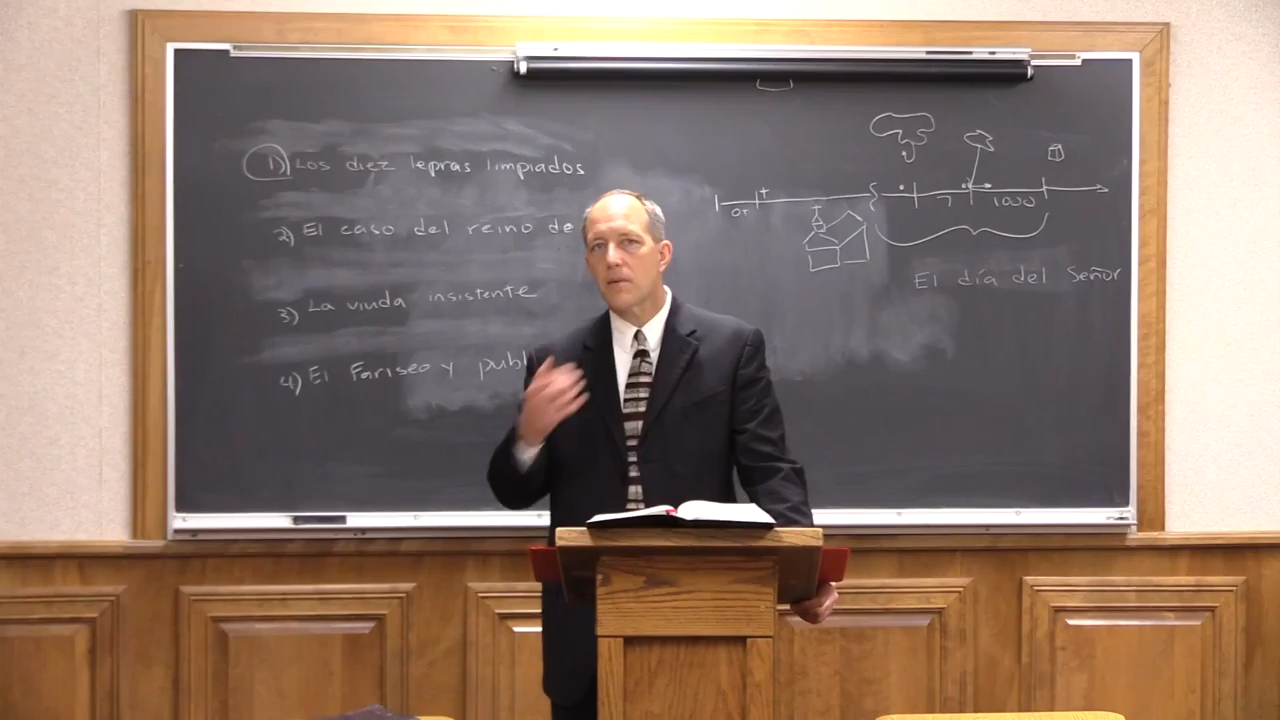 1) Los diez lepras limpiados
2) El caso del reino de
3) La viuda insistente
4) El Fariseo y publ
OT
7
1000
El día del Señor